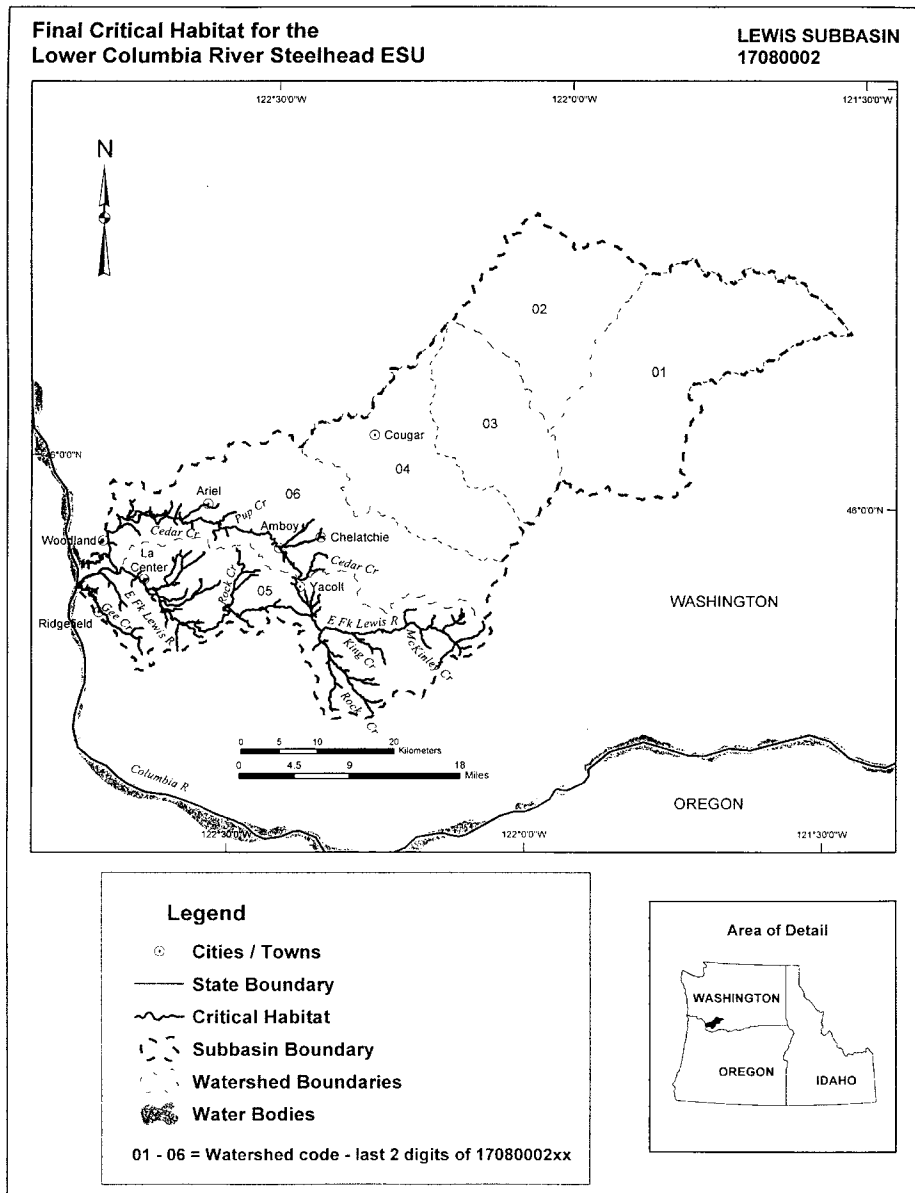 Final Critical Habitat for the
Lower Columbia River Steelhead ESU
LEWIS SUBBASIN
17080002
122°30'0"W
122°0'0"W
121°30'0"W
N
02
01
03
Cougar
04
6°0'0"N
46°0'0"N
Ariel
06
Pup Cr
Amboy
Chelatchie
Cedar Cr
Woodland
La
Center
Cedar Cr
Yacolt
Rock Cr
05
E Fk Lewis R
Gee Cr
Ridgefield
E Fk Lewis R
King Cr
McKinley Cr
Rock Cr
WASHINGTON
0 5 10 20
Kilometers
0 4.5 9 18
Miles
Columbia R
OREGON
122°30'0"W
122°0'0"W
121°30'0"W
Legend
Cities / Towns
State Boundary
Critical Habitat
Subbasin Boundary
Watershed Boundaries
Water Bodies
01 - 06 = Watershed code - last 2 digits of 17080002xx
Area of Detail
WASHINGTON
OREGON
IDAHO